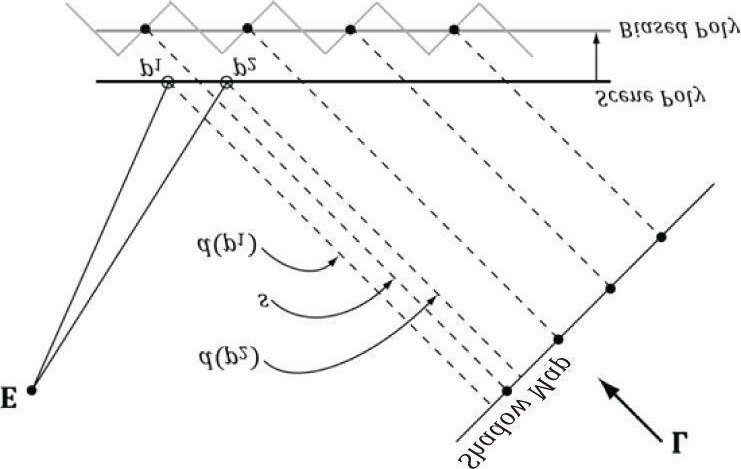 Biased Poly
p1 p2
Scene Poly
d(p1)
s
d(p2)
E
Shadow Map
L